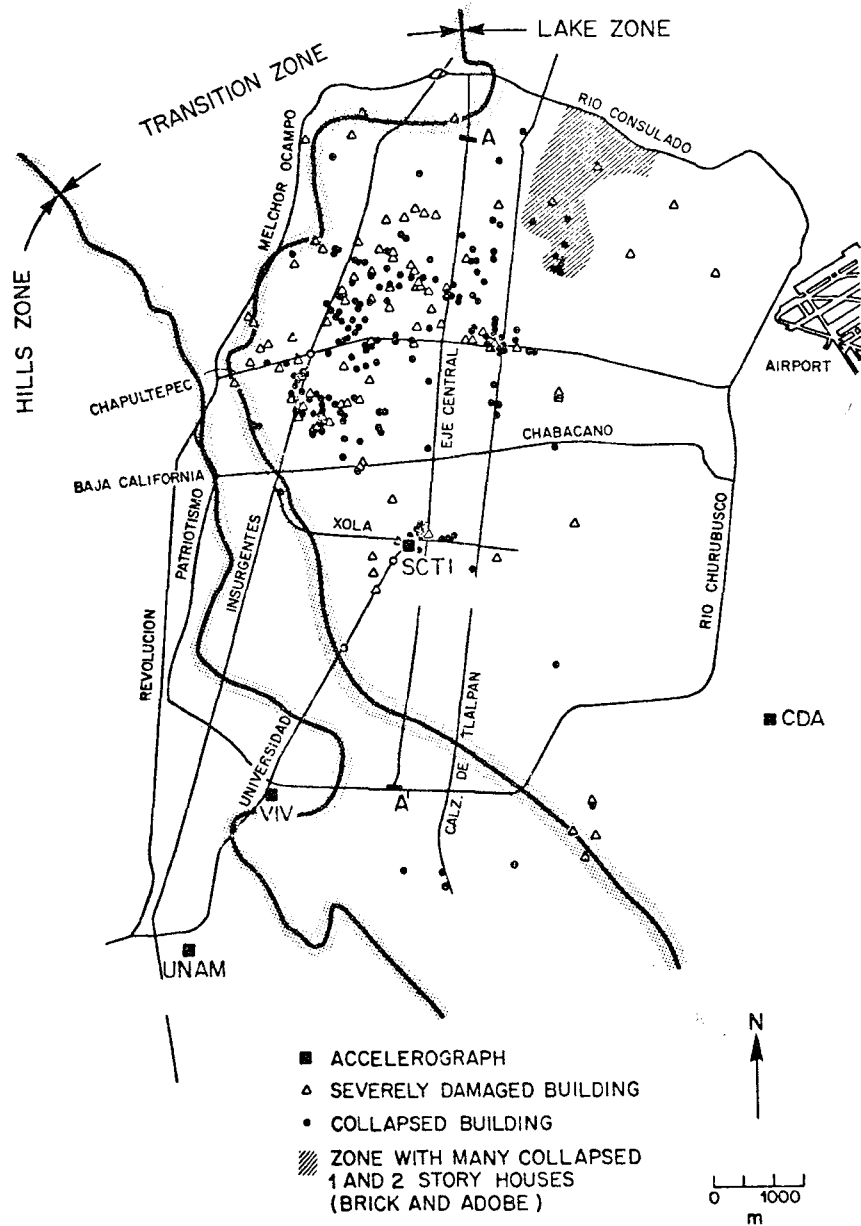 LAKE ZONE
TRANSITION ZONE
RIO CONSULADO
A
MELCHOR OCAMPO
HILLS ZONE
AIRPORT
CHAPULTEPEC
EJE CENTRAL
CHABACANO
BAJA CALIFORNIA
PATRIOTISMO
XOLA
INSURGENTES
SCT1
RIO CHURUBUSCO
REVOLUCION
CALZ. DE TLALPAN
CDA
UNIVERSIDAD
VIV
A'
UNAM
N
ACCELEROGRAPH
SEVERELY DAMAGED BUILDING
COLLAPSED BUILDING
ZONE WITH MANY COLLAPSED
1 AND 2 STORY HOUSES
(BRICK AND ADOBE)
0 1000
m